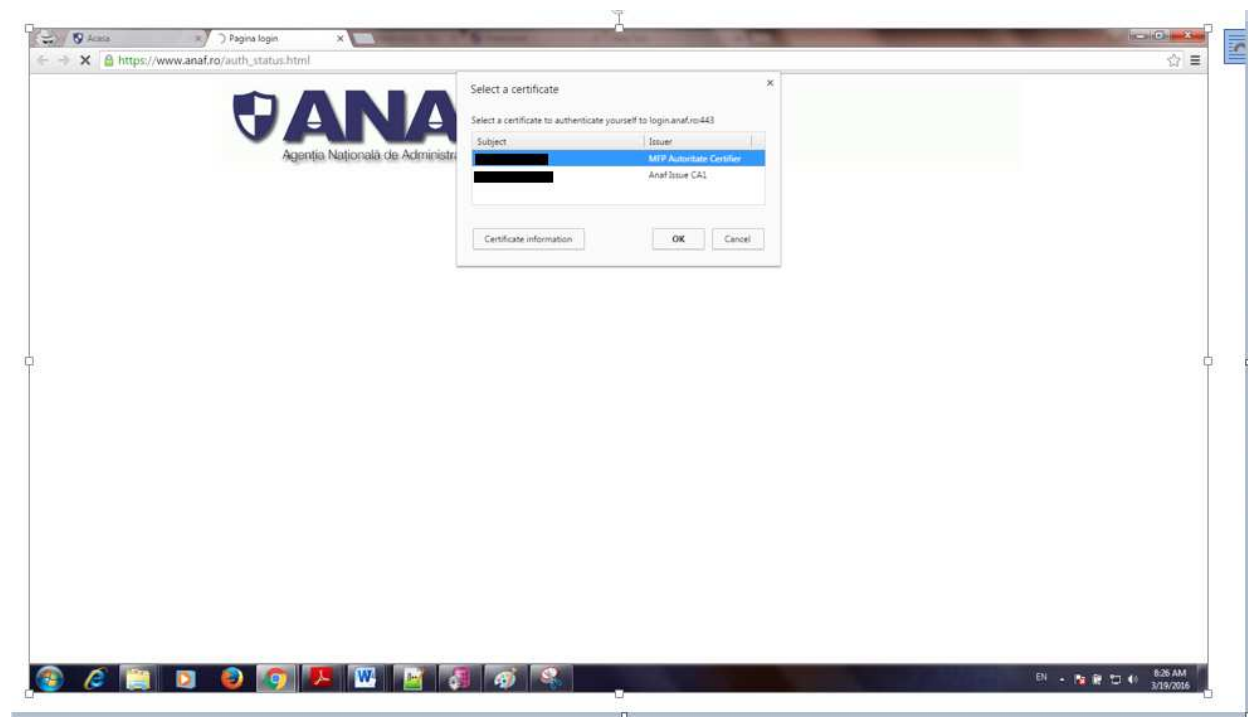 Acasa
Pagina login
https://www.anaf.ro/auth_status.html
ANA
Agenția Națională de Administr
Select a certificate
Select a certificate to authenticate yourself to login.anaf.ro:443
Subject Issuer
MFP Autoritate Certifier
Anaf Issue CA1
Certificate information OK Cancel
W
EN
8:26 AM
3/19/2016